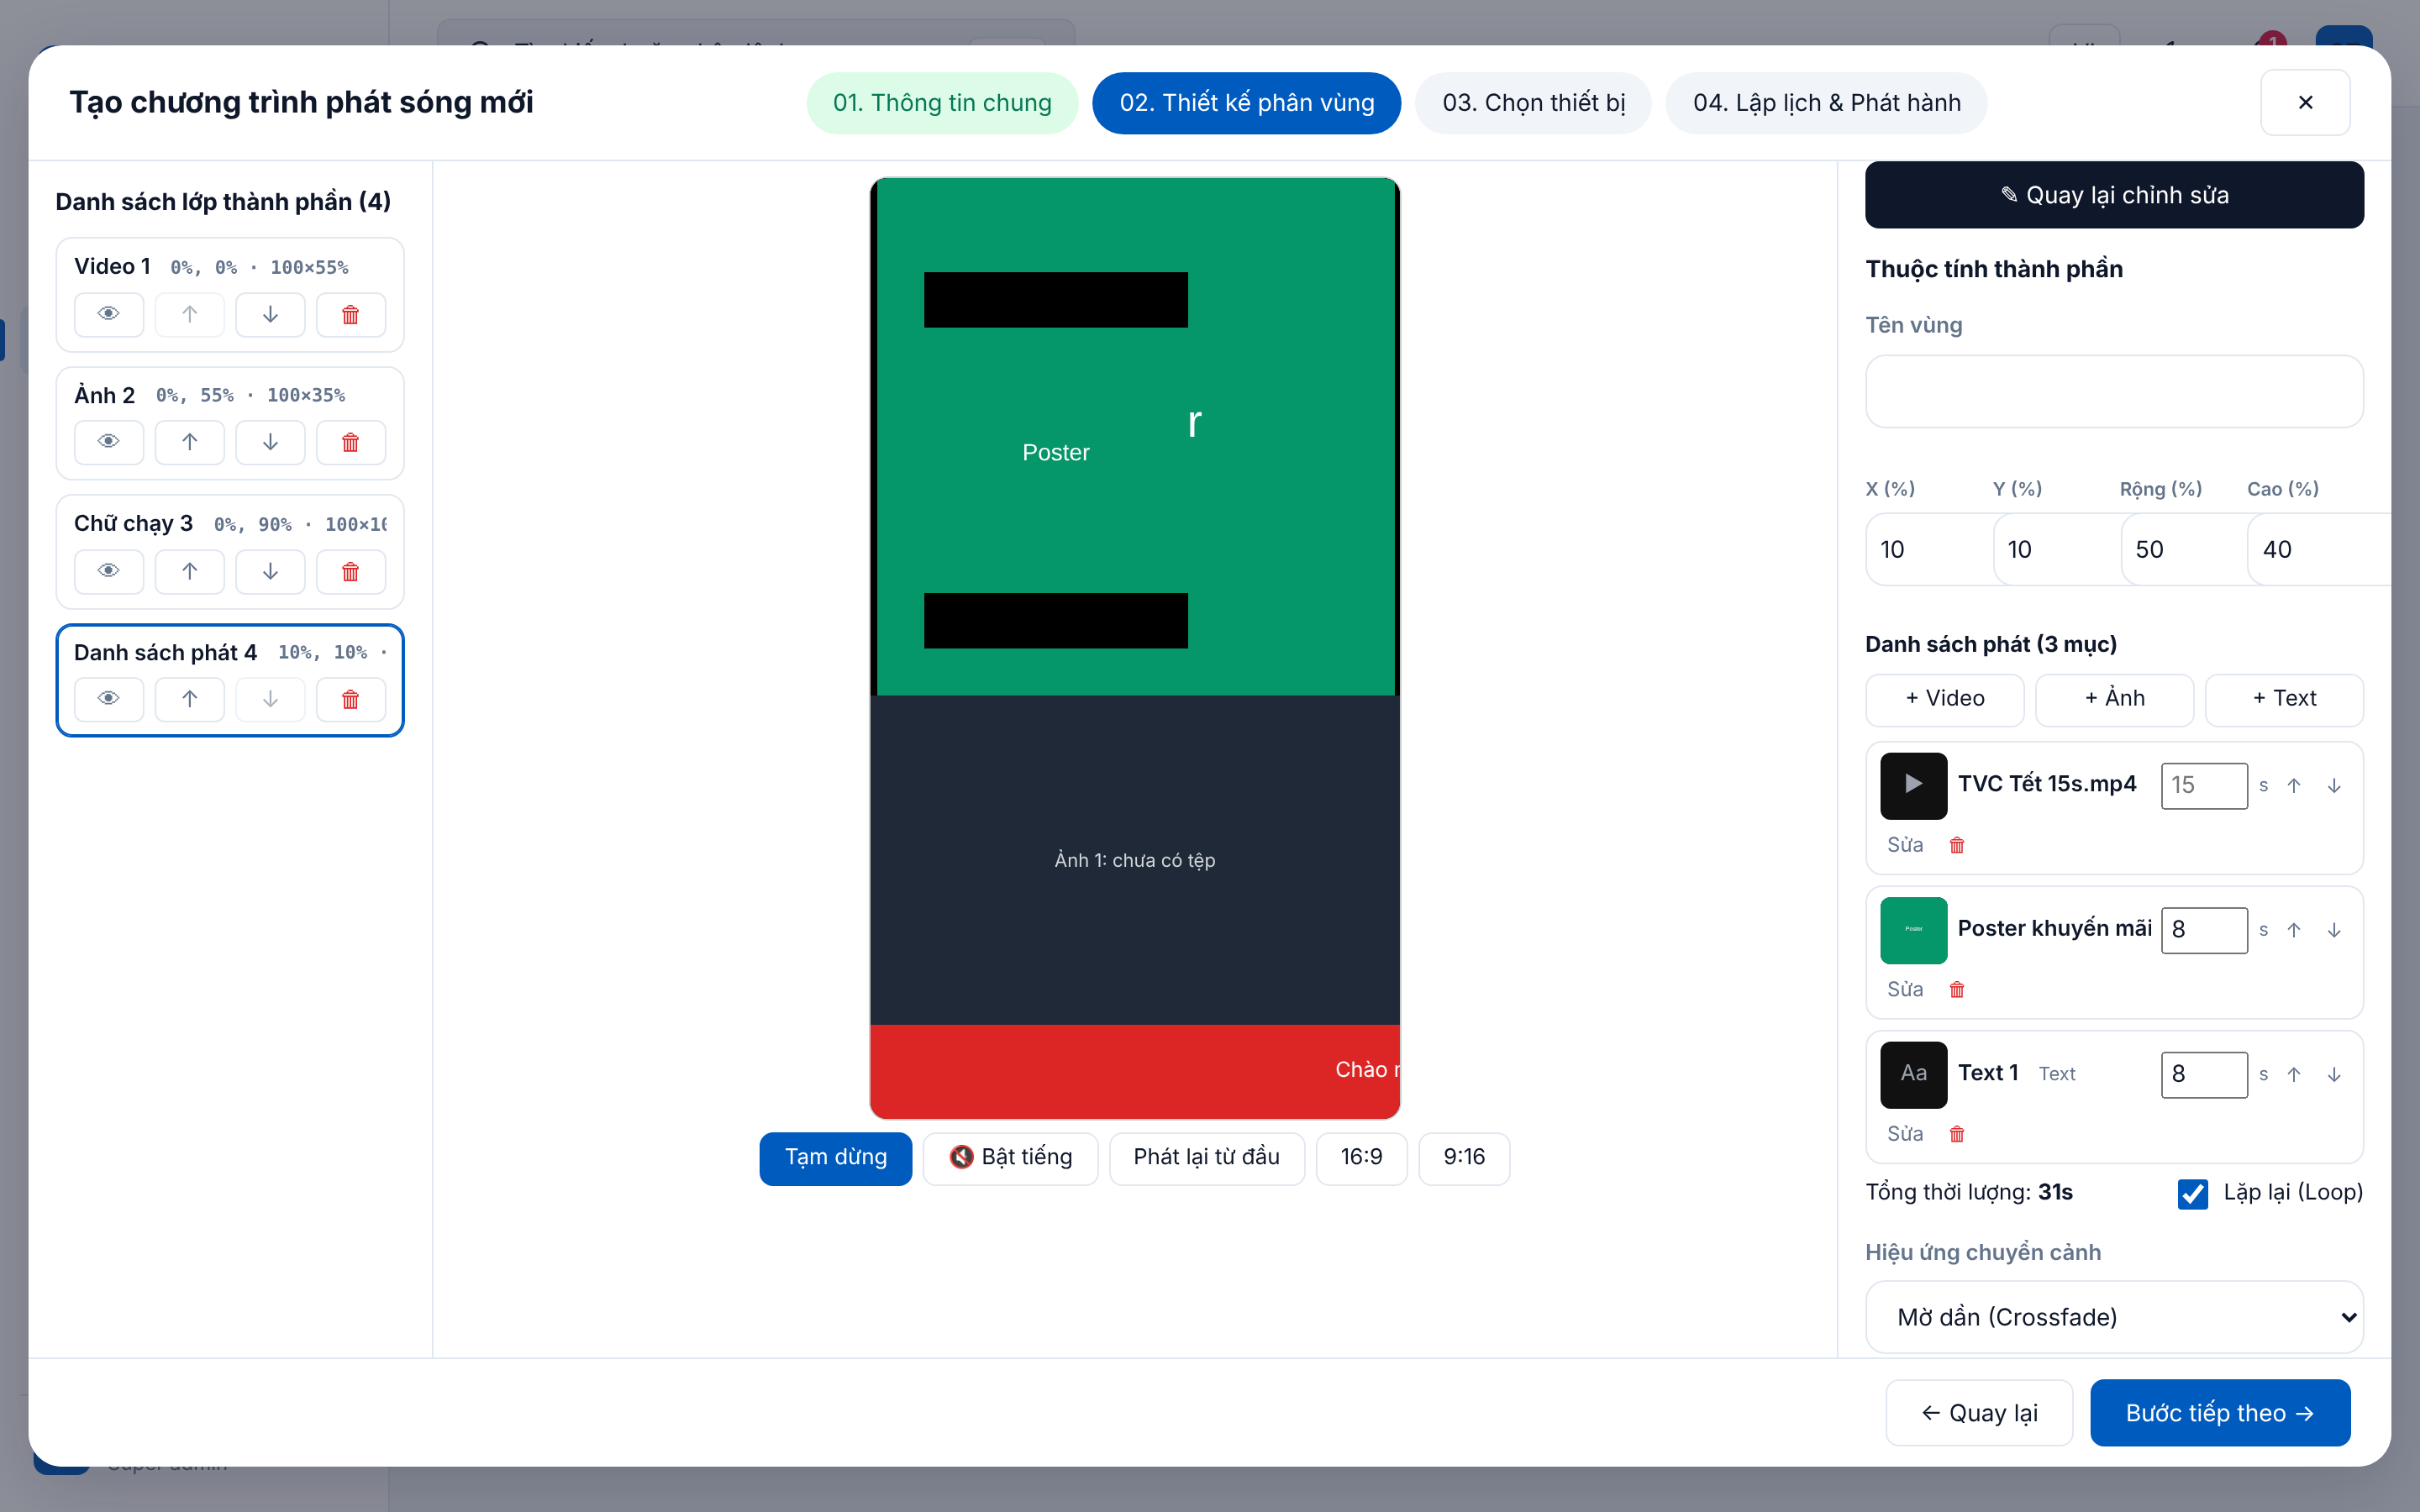 Tạo chương trình phát sóng mới
01. Thông tin chung
02. Thiết kế phân vùng
03. Chọn thiết bị
04. Lập lịch & Phát hành
×
Danh sách lớp thành phần (4)
Video 1 0%, 0% · 100×55%
Ảnh 2 0%, 55% · 100×35%
Chữ chạy 3 0%, 90% · 100×10
Danh sách phát 4 10%, 10% ·
r
Poster
Ảnh 1: chưa có tệp
Chào
Tạm dừng
Bật tiếng
Phát lại từ đầu
16:9
9:16
✎ Quay lại chỉnh sửa
Thuộc tính thành phần
Tên vùng
X (%) Y (%) Rộng (%) Cao (%)
10 10 50 40
Danh sách phát (3 mục)
+ Video + Ảnh + Text
TVC Tết 15s.mp4 15 s ↑ ↓
Sửa
Poster
Poster khuyến mãi 8 s ↑ ↓
Sửa
Aa Text 1 Text 8 s ↑ ↓
Sửa
Tổng thời lượng: 31s Lặp lại (Loop)
Hiệu ứng chuyển cảnh
Mờ dần (Crossfade)
← Quay lại
Bước tiếp theo →